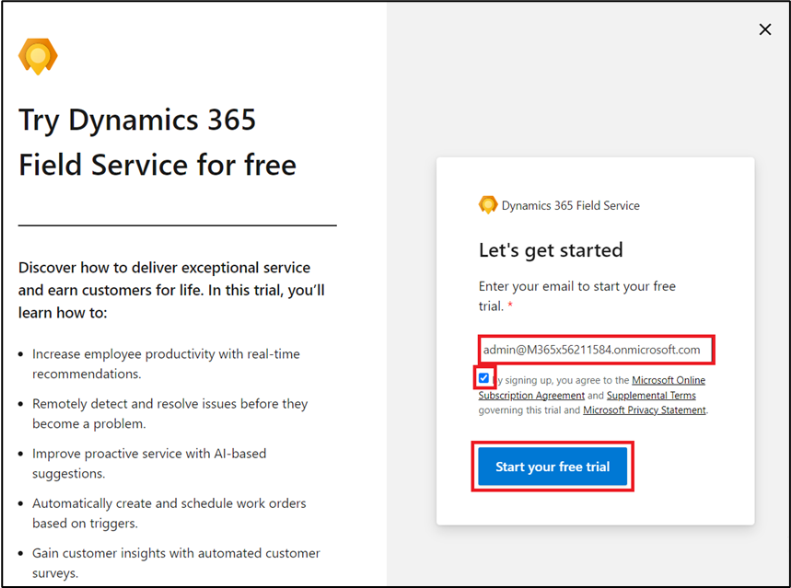 Try Dynamics 365
Field Service for free
Discover how to deliver exceptional service
and earn customers for life. In this trial, you'll
learn how to:
• Increase employee productivity with real-time
recommendations.
• Remotely detect and resolve issues before they
become a problem.
• Improve proactive service with AI-based
suggestions.
• Automatically create and schedule work orders
based on triggers.
• Gain customer insights with automated customer
surveys.
Dynamics 365 Field Service
Let's get started
Enter your email to start your free
trial. *
admin@M365x56211584.onmicrosoft.com
y signing up, you agree to the Microsoft Online
Subscription Agreement and Supplemental Terms
governing this trial and Microsoft Privacy Statement.
Start your free trial